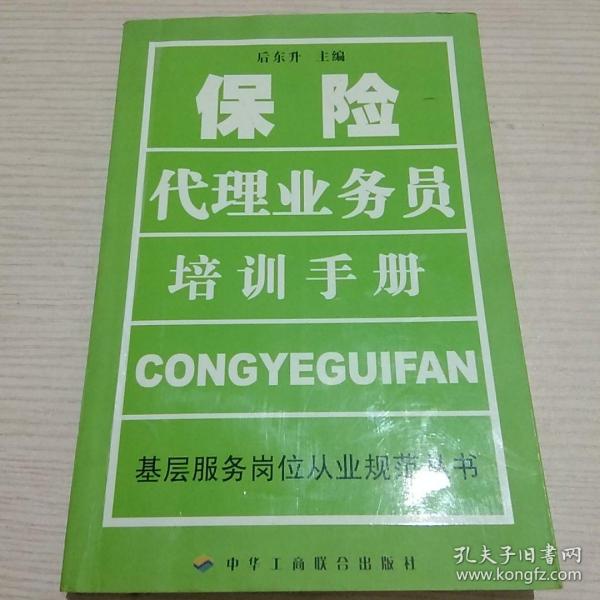 后东升 主编
保险
代理业务员
培训手册
CONGYEGUIFAN
基层服务岗位从业规范丛书
中华工商联合出版社
孔夫子旧书网
www.kongfz.com